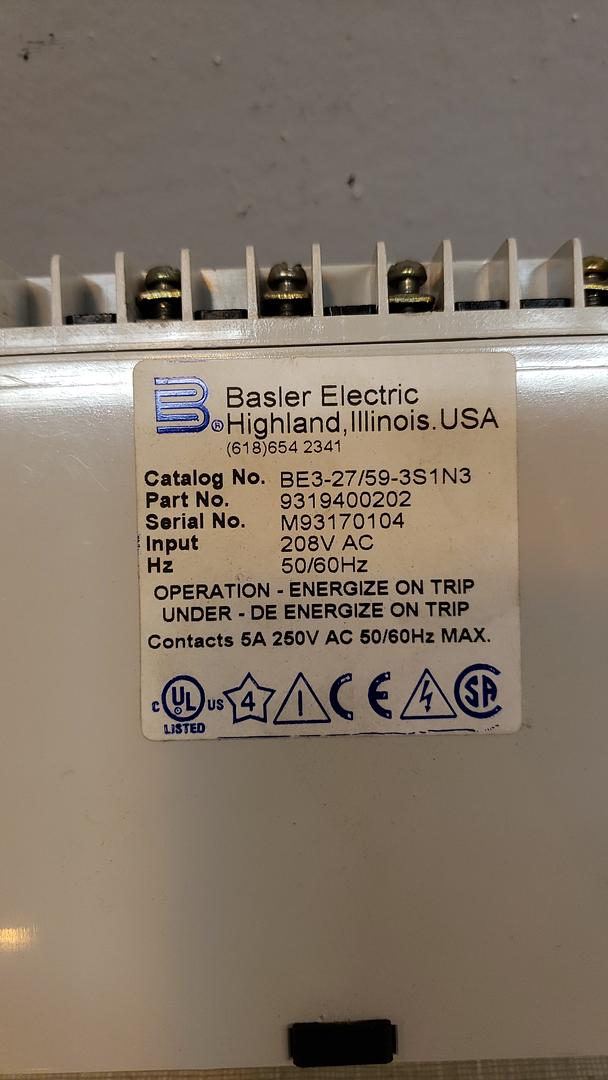 B®
Basler Electric
Highland,Illinois.USA
(618)654 2341
Catalog No. BE3-27/59-3S1N3
Part No. 9319400202
Serial No. M93170104
Input 208V AC
Hz 50/60Hz
OPERATION - ENERGIZE ON TRIP
UNDER - DE ENERGIZE ON TRIP
Contacts 5A 250V AC 50/60Hz MAX.
c UL US 4 ! CE SA
LISTED